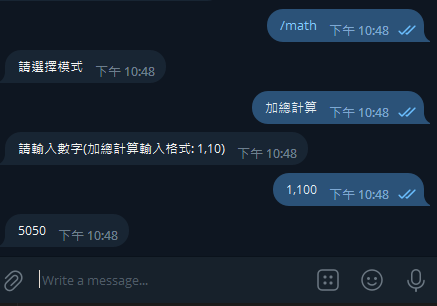 /math 下午 10:48
請選擇模式 下午 10:48
加總計算 下午 10:48
請輸入數字(加總計算輸入格式: 1,10) 下午 10:48
1,100 下午 10:48
5050 下午 10:48
Write a message...